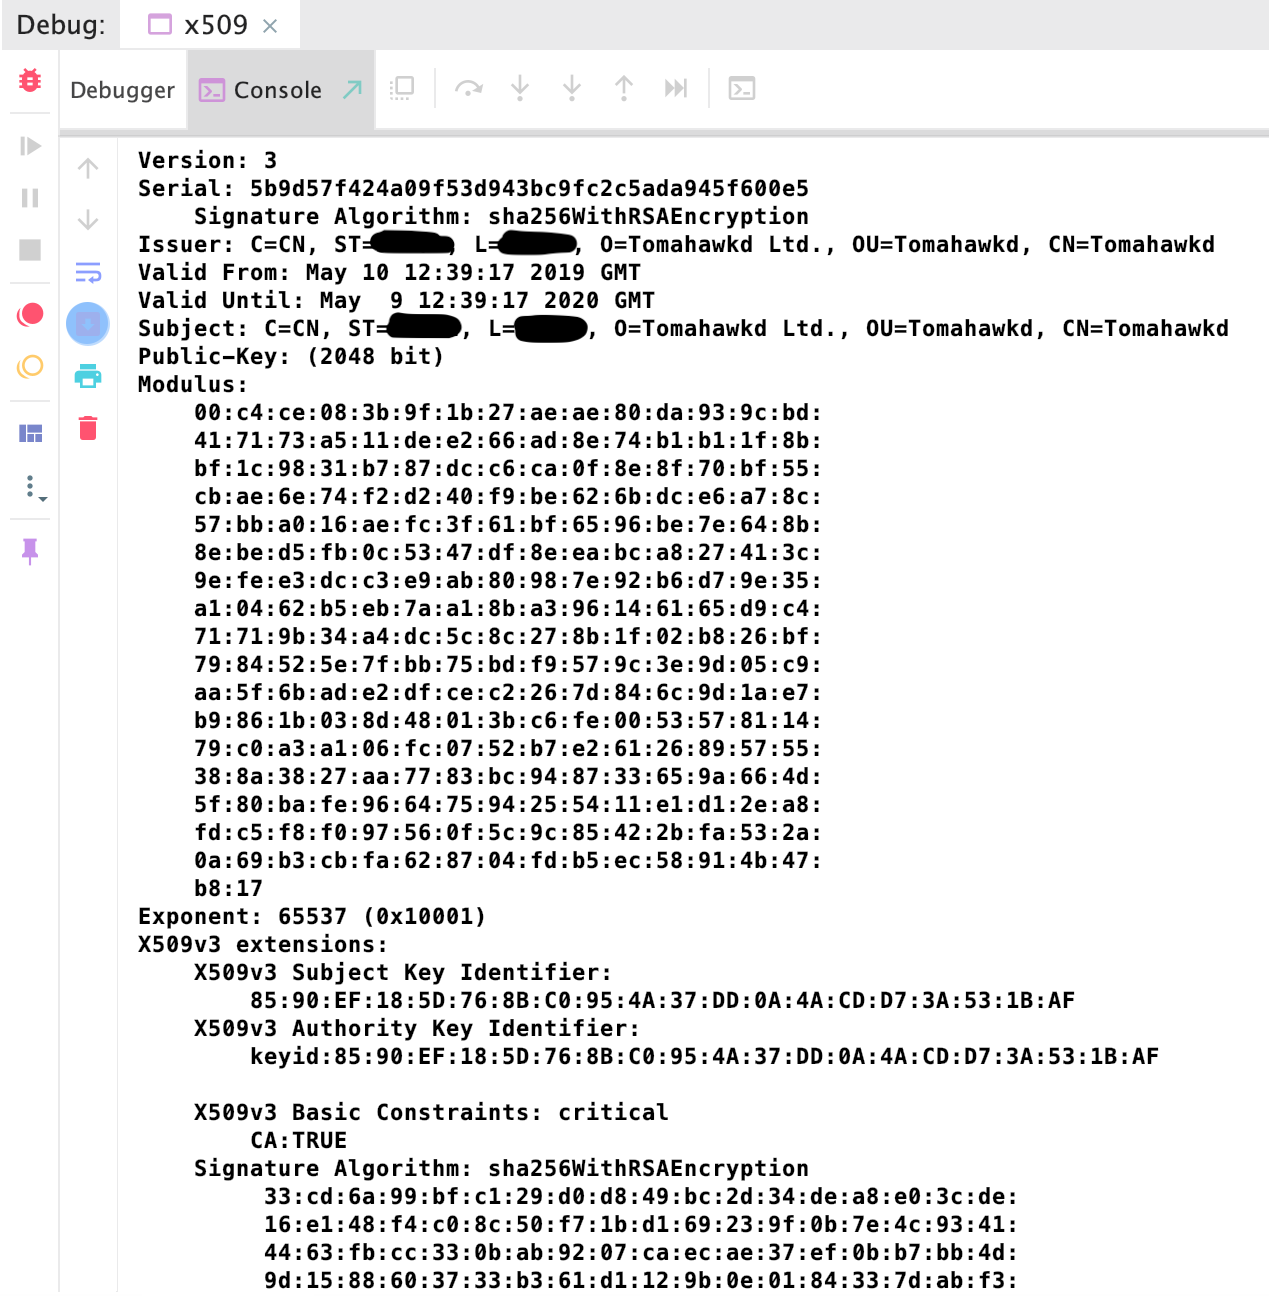 Debug: x509
Debugger Console
Version: 3
Serial: 5b9d57f424a09f53d943bc9fc2c5ada945f600e5
Signature Algorithm: sha256WithRSAEncryption
Issuer: C=CN, ST= L= , O=Tomahawkd Ltd., OU=Tomahawkd, CN=Tomahawkd
Valid From: May 10 12:39:17 2019 GMT
Valid Until: May  9 12:39:17 2020 GMT
Subject: C=CN, ST= , L= , O=Tomahawkd Ltd., OU=Tomahawkd, CN=Tomahawkd
Public-Key: (2048 bit)
Modulus:
00:c4:ce:08:3b:9f:1b:27:ae:ae:80:da:93:9c:bd:
41:71:73:a5:11:de:e2:66:ad:8e:74:b1:b1:1f:8b:
bf:1c:98:31:b7:87:dc:c6:ca:0f:8e:8f:70:bf:55:
cb:ae:6e:74:f2:d2:40:f9:be:62:6b:dc:e6:a7:8c:
57:bb:a0:16:ae:fc:3f:61:bf:65:96:be:7e:64:8b:
8e:be:d5:fb:0c:53:47:df:8e:ea:bc:a8:27:41:3c:
9e:fe:e3:dc:c3:e9:ab:80:98:7e:92:b6:d7:9e:35:
a1:04:62:b5:eb:7a:a1:8b:a3:96:14:61:65:d9:c4:
71:71:9b:34:a4:dc:5c:8c:27:8b:1f:02:b8:26:bf:
79:84:52:5e:7f:bb:75:bd:f9:57:9c:3e:9d:05:c9:
aa:5f:6b:ad:e2:df:ce:c2:26:7d:84:6c:9d:1a:e7:
b9:86:1b:03:8d:48:01:3b:c6:fe:00:53:57:81:14:
79:c0:a3:a1:06:fc:07:52:b7:e2:61:26:89:57:55:
38:8a:38:27:aa:77:83:bc:94:87:33:65:9a:66:4d:
5f:80:ba:fe:96:64:75:94:25:54:11:e1:d1:2e:a8:
fd:c5:f8:f0:97:56:0f:5c:9c:85:42:2b:fa:53:2a:
0a:69:b3:cb:fa:62:87:04:fd:b5:ec:58:91:4b:47:
b8:17
Exponent: 65537 (0x10001)
X509v3 extensions:
X509v3 Subject Key Identifier:
85:90:EF:18:5D:76:8B:C0:95:4A:37:DD:0A:4A:CD:D7:3A:53:1B:AF
X509v3 Authority Key Identifier:
keyid:85:90:EF:18:5D:76:8B:C0:95:4A:37:DD:0A:4A:CD:D7:3A:53:1B:AF
X509v3 Basic Constraints: critical
CA:TRUE
Signature Algorithm: sha256WithRSAEncryption
33:cd:6a:99:bf:c1:29:d0:d8:49:bc:2d:34:de:a8:e0:3c:de:
16:e1:48:f4:c0:8c:50:f7:1b:d1:69:23:9f:0b:7e:4c:93:41:
44:63:fb:cc:33:0b:ab:92:07:ca:ec:ae:37:ef:0b:b7:bb:4d:
9d:15:88:60:37:33:b3:61:d1:12:9b:0e:01:84:33:7d:ab:f3: